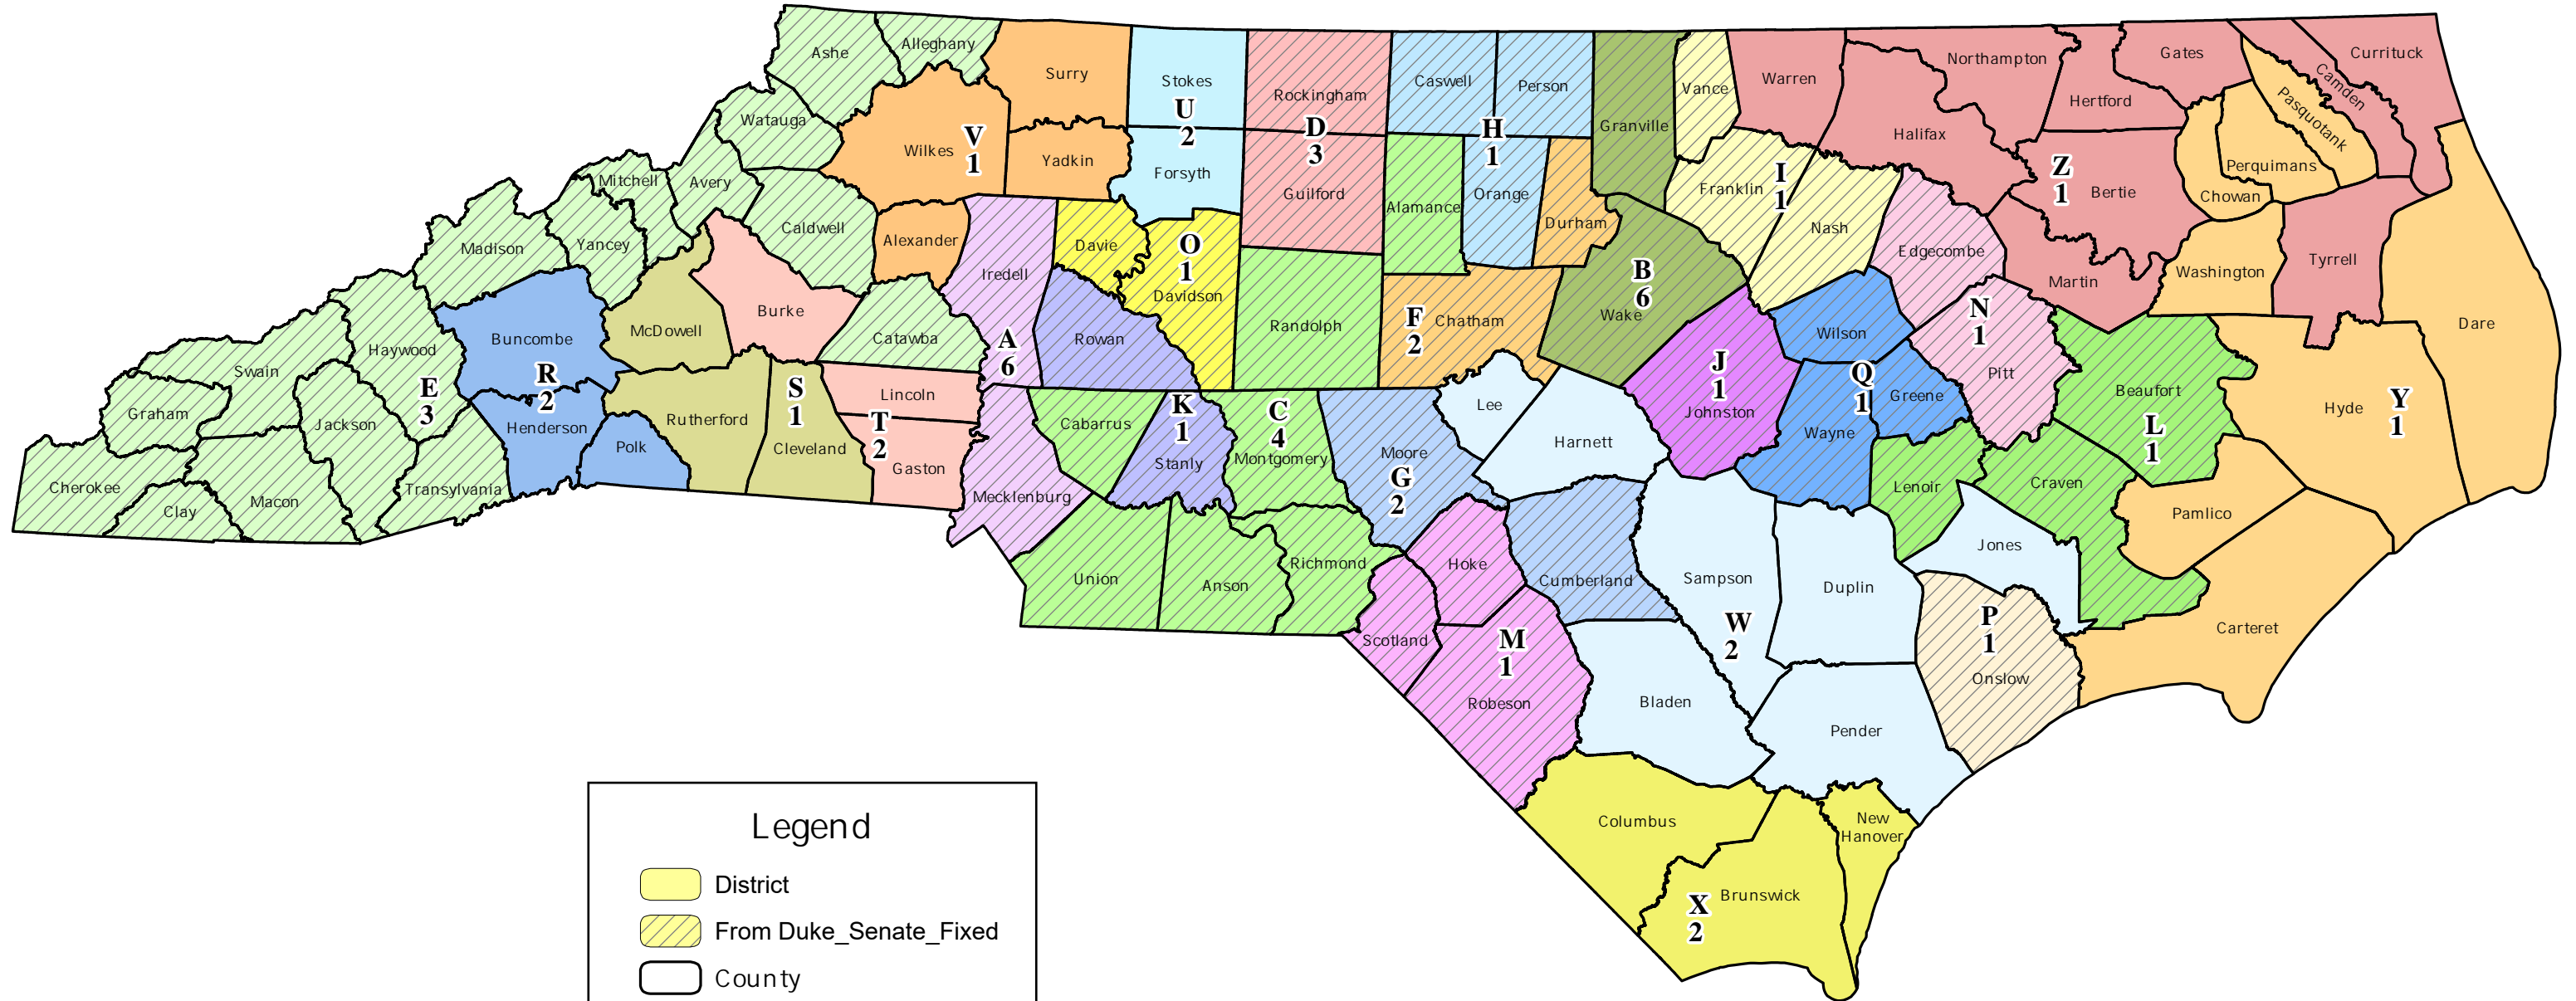 Ashe
Alleghany
Surry
Stokes
U
2
Rockingham
D
3
Caswell
Person
H
1
Granville
Vance
Warren
Northampton
Gates
Currituck
Camden
Pasquotank
Hertford
Halifax
Perquimans
Chowan
Z
1
Bertie
Watauga
Wilkes
V
1
Yadkin
Forsyth
Guilford
Alamance
Orange
Durham
Franklin
I
1
Nash
Edgecombe
Mitchell
Avery
Caldwell
Alexander
Madison
Yancey
Iredell
Davie
O
1
Davidson
Randolph
F
2
Chatham
B
6
Wake
Wilson
N
1
Pitt
Martin
Washington
Tyrrell
Dare
Buncombe
McDowell
Burke
Catawba
A
6
Rowan
Swain
Haywood
E
3
R
2
Graham
Jackson
Henderson
Polk
Rutherford
S
1
Cleveland
Lincoln
T
2
Gaston
Cabarrus
K
1
Stanly
C
4
Montgomery
Moore
G
2
Lee
Harnett
J
1
Johnston
Q
1
Greene
Wayne
Beaufort
L
1
Hyde
Y
1
Cherokee
Clay
Macon
Transylvania
Mecklenburg
Lenoir
Craven
Pamlico
Union
Anson
Richmond
Hoke
Cumberland
Sampson
W
2
Duplin
Jones
Scotland
M
1
Robeson
Bladen
Pender
P
1
Onslow
Carteret
Columbus
New
Hanover
X
2
Brunswick
Legend
District
From Duke_Senate_Fixed
County